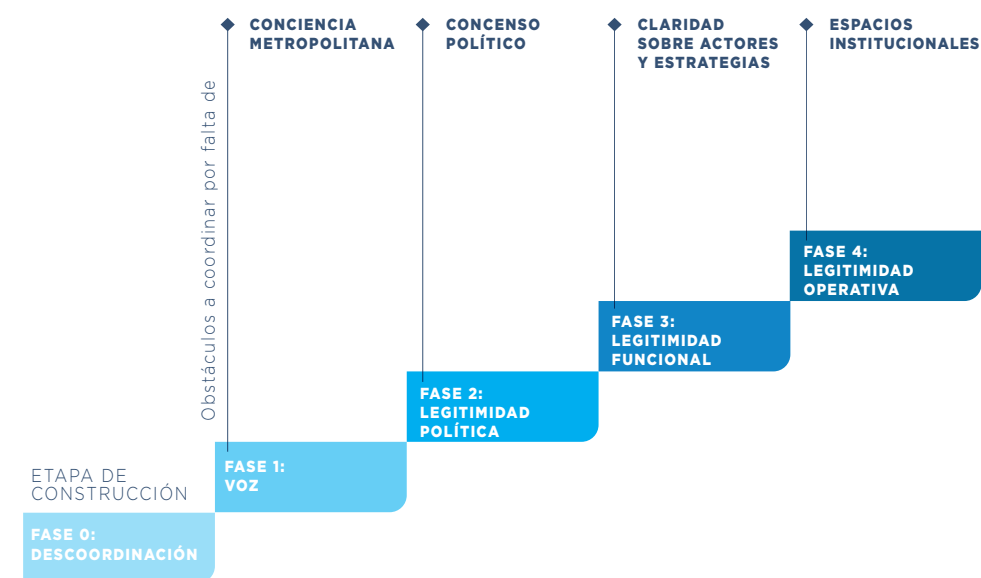 CONCIENCIA
METROPOLITANA
CONCENSO
POLÍTICO
CLARIDAD
SOBRE ACTORES
Y ESTRATEGIAS
ESPACIOS
INSTITUCIONALES
Obstáculos a coordinar por falta de
FASE 4:
LEGITIMIDAD
OPERATIVA
FASE 3:
LEGITIMIDAD
FUNCIONAL
FASE 2:
LEGITIMIDAD
POLÍTICA
FASE 1:
VOZ
ETAPA DE
CONSTRUCCIÓN
FASE 0:
DESCOORDINACIÓN